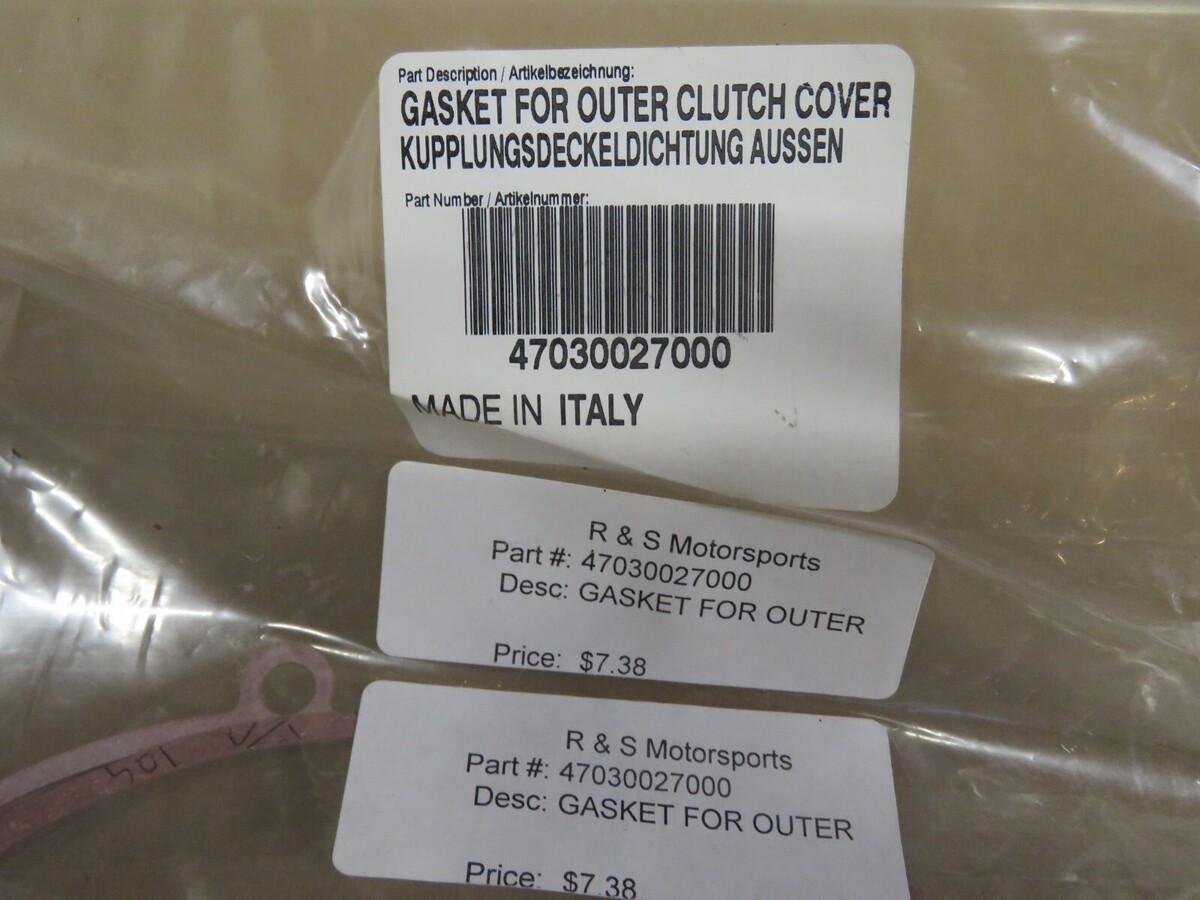 Part Description / Artikelbezeichnung:
GASKET FOR OUTER CLUTCH COVER
KUPPLUNGSDECKELDICHTUNG AUSSEN
Part Number / Artikelnummer:
47030027000
MADE IN ITALY
R & S Motorsports
Part #: 47030027000
Desc: GASKET FOR OUTER
Price: $7.38
R & S Motorsports
Part #: 47030027000
Desc: GASKET FOR OUTER
Price: $7.38